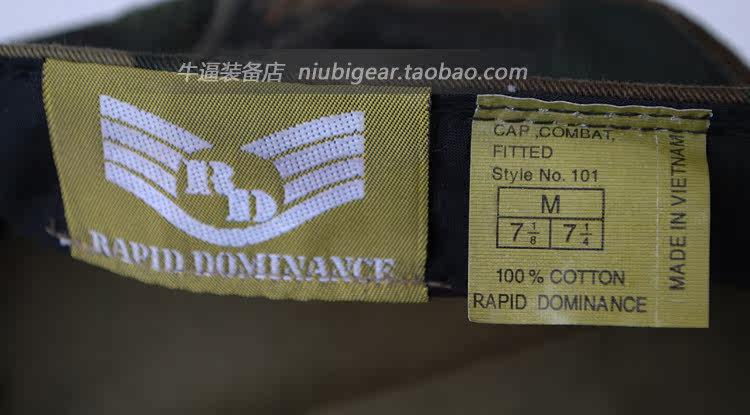 牛逼装备店 niubigear.taobao.com
RD
RAPID DOMINANCE
CAP ,COMBAT,
FITTED
Style No. 101
M
7 1/8 7 1/4
100 % COTTON
RAPID DOMINANCE
MADE IN VIETNAM